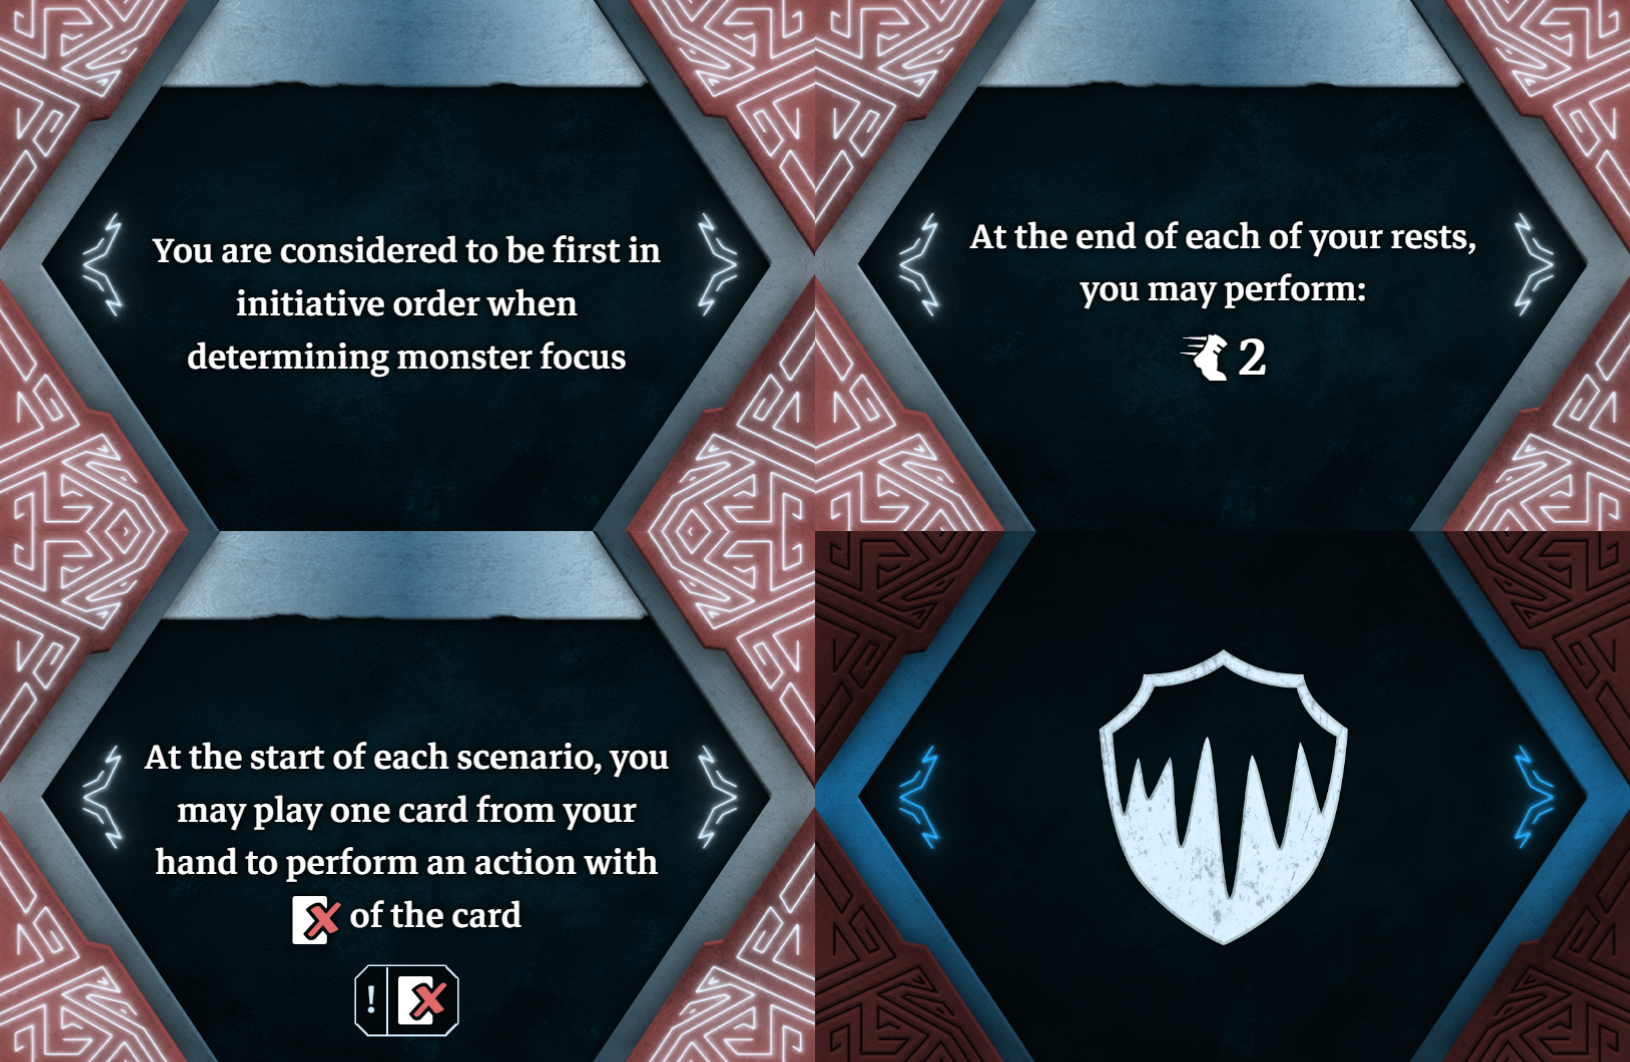 You are considered to be first in
initiative order when
determining monster focus
At the end of each of your rests,
you may perform:
2
At the start of each scenario, you
may play one card from your
hand to perform an action with
of the card
!